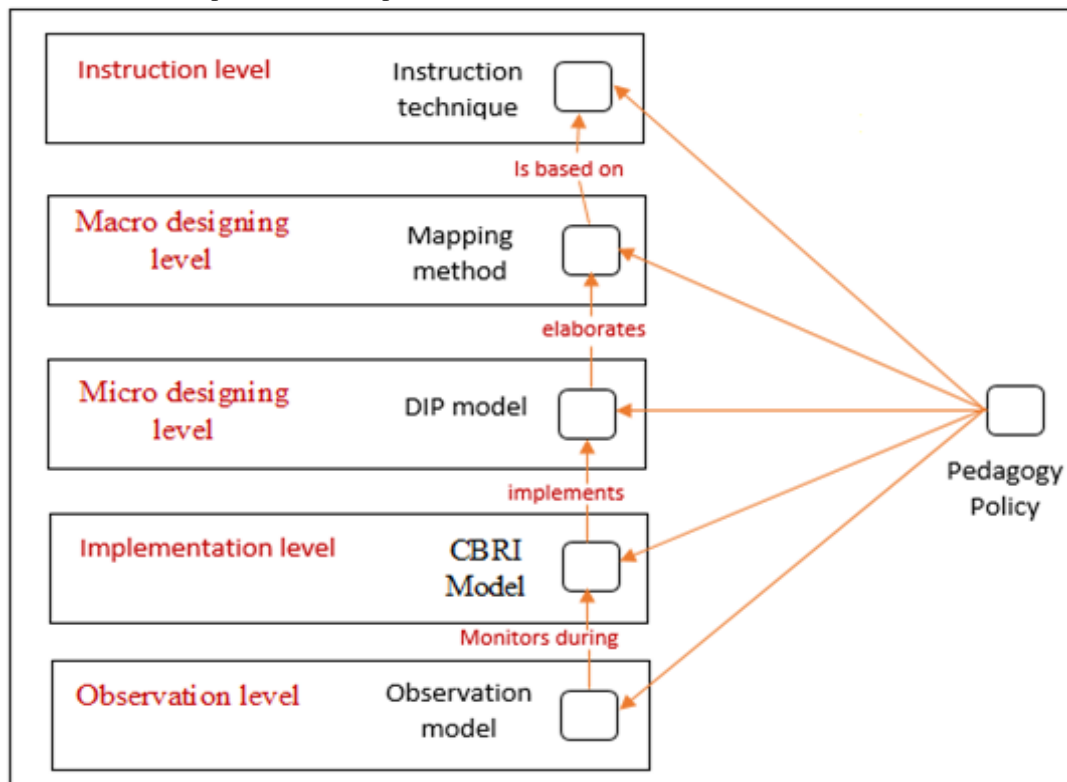 Instruction level
Instruction
technique
Is based on
Macro designing
level
Mapping
method
elaborates
Micro designing
level
DIP model
implements
Pedagogy
Policy
Implementation level
CBRI
Model
Monitors during
Observation level
Observation
model